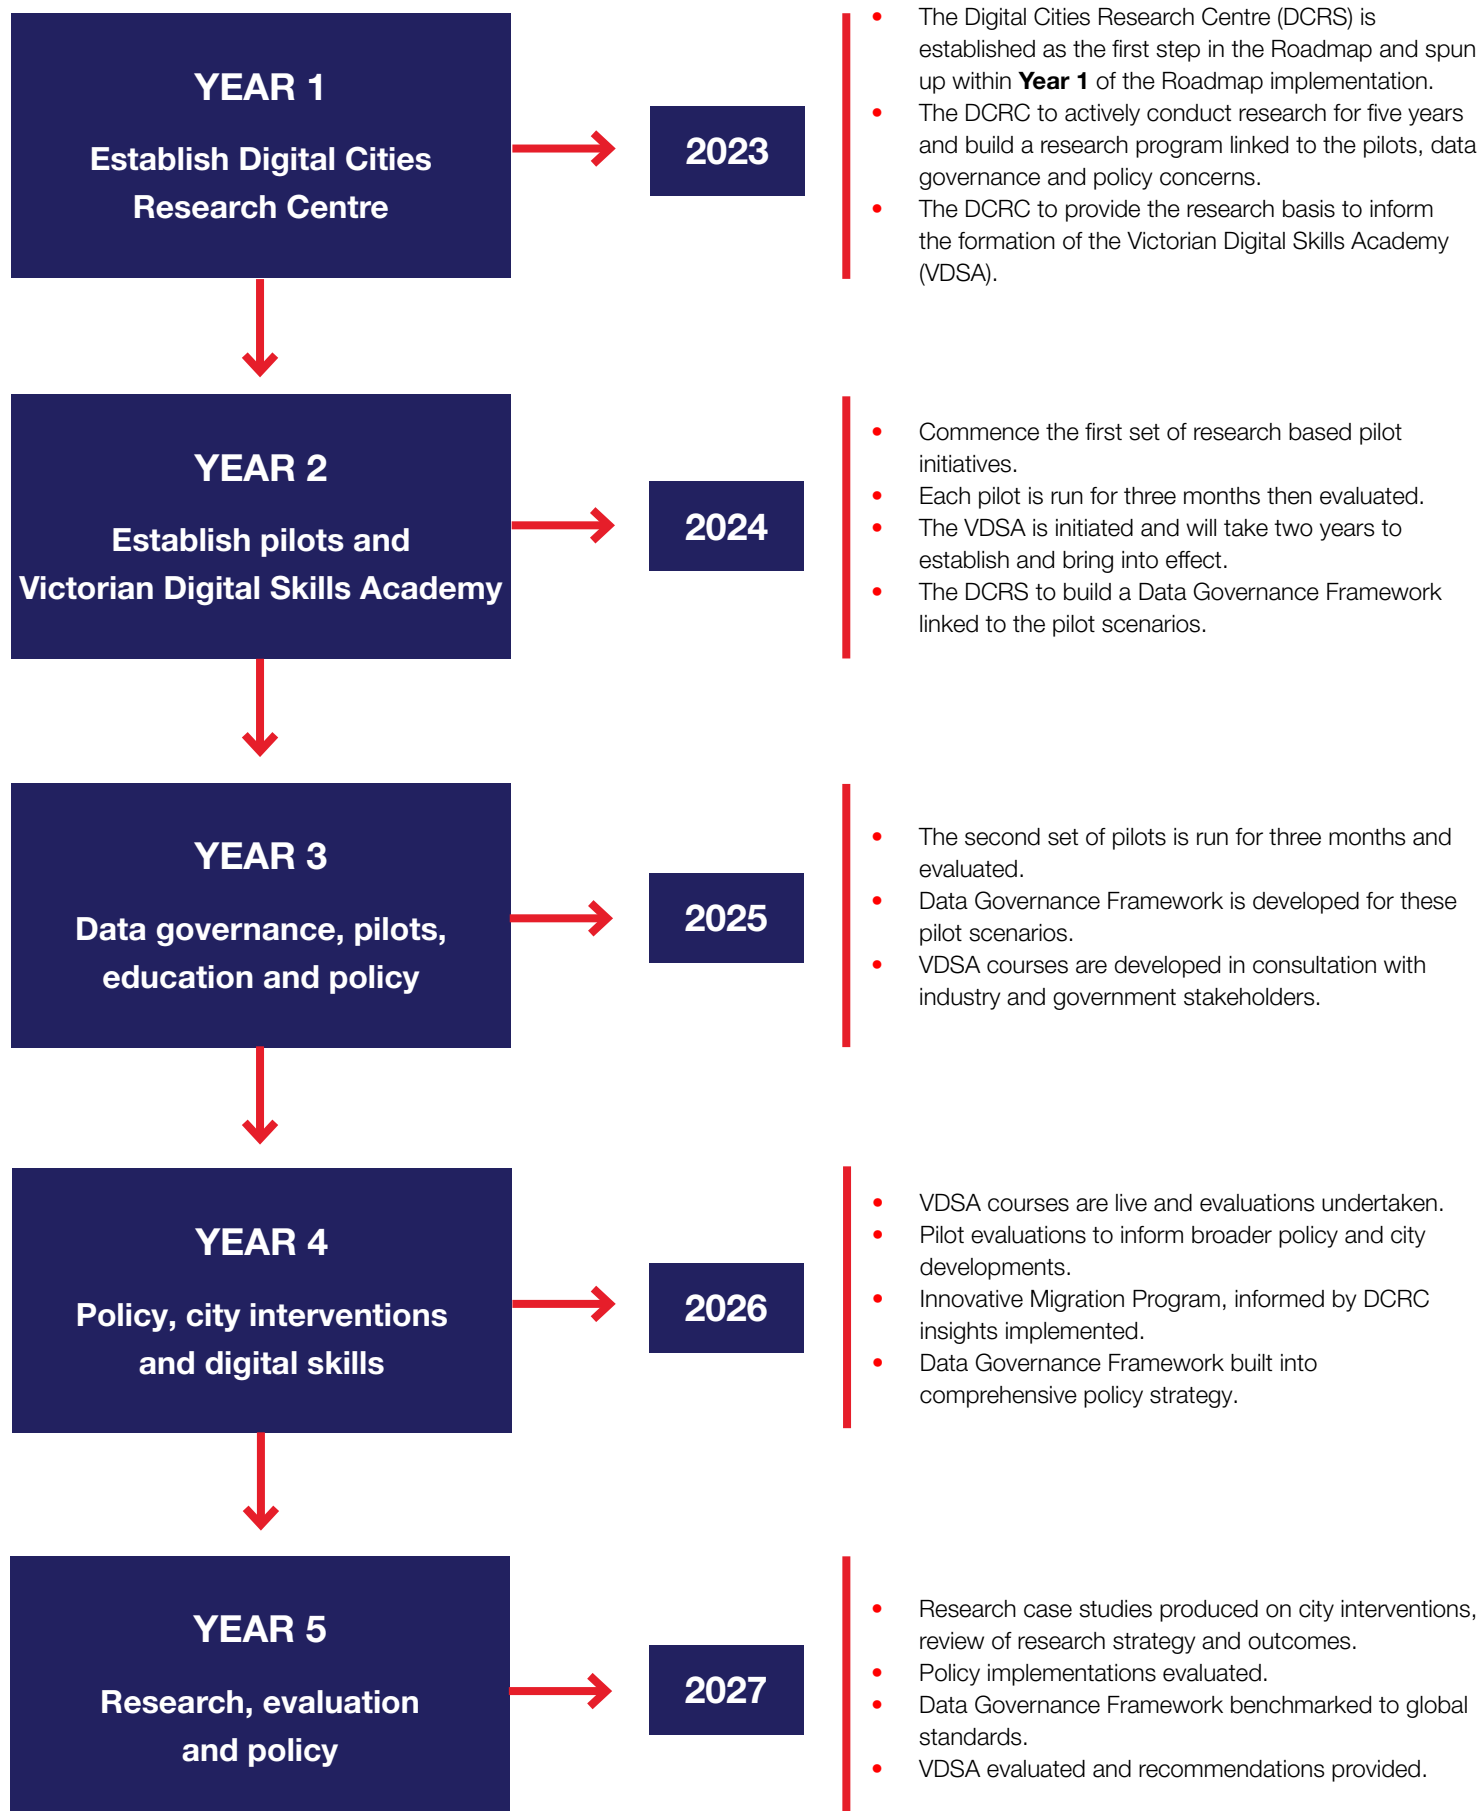 YEAR 1
Establish Digital Cities
Research Centre
2023
• The Digital Cities Research Centre (DCRS) is
established as the first step in the Roadmap and spun
up within Year 1 of the Roadmap implementation.
• The DCRC to actively conduct research for five years
and build a research program linked to the pilots, data
governance and policy concerns.
• The DCRC to provide the research basis to inform
the formation of the Victorian Digital Skills Academy
(VDSA).
YEAR 2
Establish pilots and
Victorian Digital Skills Academy
2024
• Commence the first set of research based pilot
initiatives.
• Each pilot is run for three months then evaluated.
• The VDSA is initiated and will take two years to
establish and bring into effect.
• The DCRS to build a Data Governance Framework
linked to the pilot scenarios.
YEAR 3
Data governance, pilots,
education and policy
2025
• The second set of pilots is run for three months and
evaluated.
• Data Governance Framework is developed for these
pilot scenarios.
• VDSA courses are developed in consultation with
industry and government stakeholders.
YEAR 4
Policy, city interventions
and digital skills
2026
• VDSA courses are live and evaluations undertaken.
• Pilot evaluations to inform broader policy and city
developments.
• Innovative Migration Program, informed by DCRC
insights implemented.
• Data Governance Framework built into
comprehensive policy strategy.
YEAR 5
Research, evaluation
and policy
2027
• Research case studies produced on city interventions,
review of research strategy and outcomes.
• Policy implementations evaluated.
• Data Governance Framework benchmarked to global
standards.
• VDSA evaluated and recommendations provided.